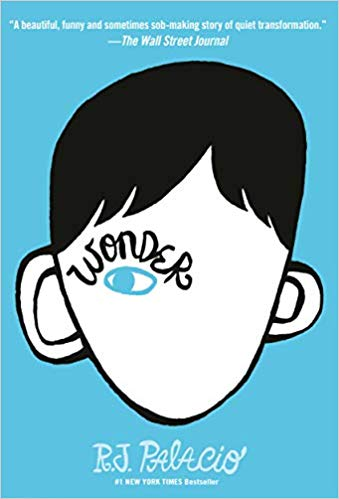 "A beautiful, funny and sometimes sob-making story of quiet transformation."
—The Wall Street Journal
WONDER
R.J. PALACIO
#1 NEW YORK TIMES Bestseller